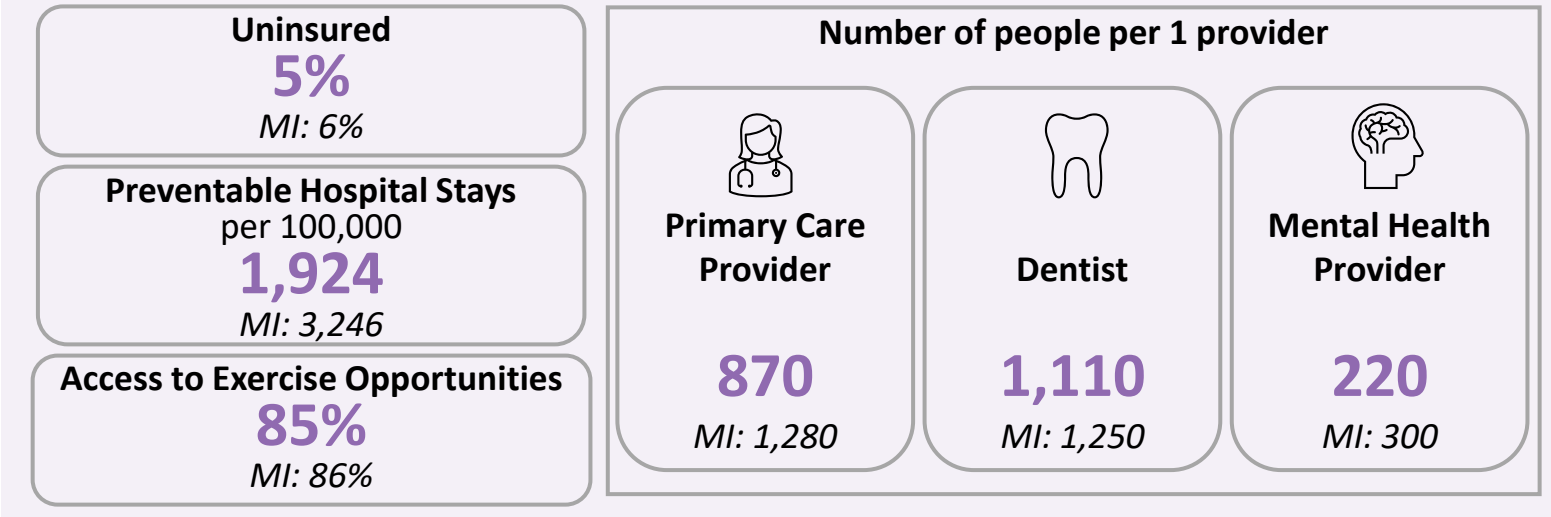 Uninsured
5%
MI: 6%
Preventable Hospital Stays
per 100,000
1,924
MI: 3,246
Access to Exercise Opportunities
85%
MI: 86%
Number of people per 1 provider
Primary Care
Provider
870
MI: 1,280
Dentist
1,110
MI: 1,250
Mental Health
Provider
220
MI: 300